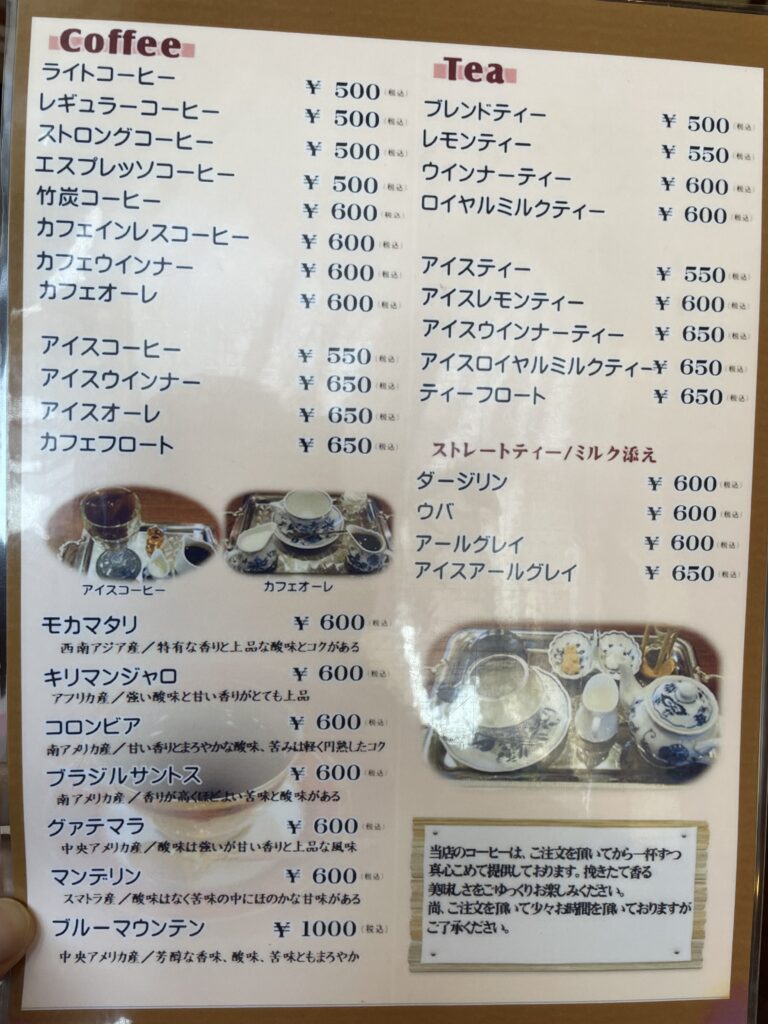 Coffee
ライトコーヒー ¥ 500(税込)
レギュラーコーヒー ¥ 500(税込)
ストロングコーヒー ¥ 500(税込)
エスプレッソコーヒー ¥ 500(税込)
竹炭コーヒー ¥ 600(税込)
カフェインレスコーヒー ¥ 600(税込)
カフェウインナー ¥ 600(税込)
カフェオーレ ¥ 600(税込)
アイスコーヒー ¥ 550(税込)
アイスウインナー ¥ 650(税込)
アイスオーレ ¥ 650(税込)
カフェフロート ¥ 650(税込)
アイスコーヒー
カフェオーレ
モカマタリ ¥ 600(税込)
西南アジア産／特有な香りと上品な酸味とコクがある
キリマンジャロ ¥ 600(税込)
アフリカ産／強い酸味と甘い香りがとても上品
コロンビア ¥ 600(税込)
南アメリカ産／甘い香りとまろやかな酸味、苦みは軽く円熟したコク
ブラジルサントス ¥ 600(税込)
南アメリカ産／香りが高くほどよい苦味と酸味がある
グァテマラ ¥ 600(税込)
中央アメリカ産／酸味は強いが甘い香りと上品な風味
マンデリン ¥ 600(税込)
スマトラ産／酸味はなく苦味の中にほのかな甘味がある
ブルーマウンテン ¥ 1000(税込)
中央アメリカ産／芳醇な香味、酸味、苦味ともまろやか
Tea
ブレンドティー ¥ 500(税込)
レモンティー ¥ 550(税込)
ウインナーティー ¥ 600(税込)
ロイヤルミルクティー ¥ 600(税込)
アイスティー ¥ 550(税込)
アイスレモンティー ¥ 600(税込)
アイスウインナーティー ¥ 650(税込)
アイスロイヤルミルクティー ¥ 650(税込)
ティーフロート ¥ 650(税込)
ストレートティー/ミルク添え
ダージリン ¥ 600(税込)
ウバ ¥ 600(税込)
アールグレイ ¥ 600(税込)
アイスアールグレイ ¥ 650(税込)
当店のコーヒーは、ご注文を頂いてから一杯ずつ
真心こめて提供しております。挽きたて香る
美味しさをごゆっくりお楽しみください。
尚、ご注文を頂いて少々お時間を頂いておりますが
ご了承ください。